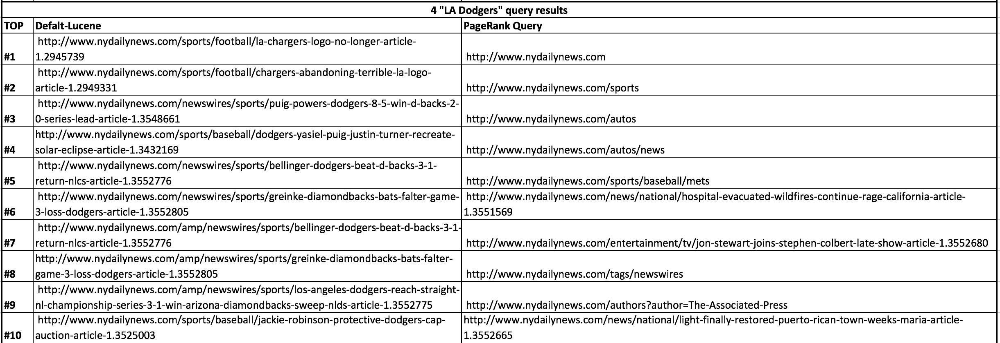 4 "LA Dodgers" query results
TOP Defalt-Lucene PageRank Query
http://www.nydailynews.com/sports/football/la-chargers-logo-no-longer-article-
#1 1.2945739 http://www.nydailynews.com
http://www.nydailynews.com/sports/football/chargers-abandoning-terrible-la-logo-
#2 article-1.2949331 http://www.nydailynews.com/sports
http://www.nydailynews.com/newswires/sports/puig-powers-dodgers-8-5-win-d-backs-2-
#3 0-series-lead-article-1.3548661 http://www.nydailynews.com/autos
http://www.nydailynews.com/sports/baseball/dodgers-yasiel-puig-justin-turner-recreate-
#4 solar-eclipse-article-1.3432169 http://www.nydailynews.com/autos/news
http://www.nydailynews.com/newswires/sports/bellinger-dodgers-beat-d-backs-3-1-
#5 return-nlcs-article-1.3552776 http://www.nydailynews.com/sports/baseball/mets
http://www.nydailynews.com/newswires/sports/greinke-diamondbacks-bats-falter-game- http://www.nydailynews.com/news/national/hospital-evacuated-wildfires-continue-rage-california-article-
#6 3-loss-dodgers-article-1.3552805 1.3551569
http://www.nydailynews.com/amp/newswires/sports/bellinger-dodgers-beat-d-backs-3-1-
#7 return-nlcs-article-1.3552776 http://www.nydailynews.com/entertainment/tv/jon-stewart-joins-stephen-colbert-late-show-article-1.3552680
http://www.nydailynews.com/amp/newswires/sports/greinke-diamondbacks-bats-falter-
#8 game-3-loss-dodgers-article-1.3552805 http://www.nydailynews.com/tags/newswires
http://www.nydailynews.com/amp/newswires/sports/los-angeles-dodgers-reach-straight-
#9 nl-championship-series-3-1-win-arizona-diamondbacks-sweep-nlds-article-1.3552775 http://www.nydailynews.com/authors?author=The-Associated-Press
http://www.nydailynews.com/sports/baseball/jackie-robinson-protective-dodgers-cap- http://www.nydailynews.com/news/national/light-finally-restored-puerto-rican-town-weeks-maria-article-
#10 auction-article-1.3525003 1.3552665